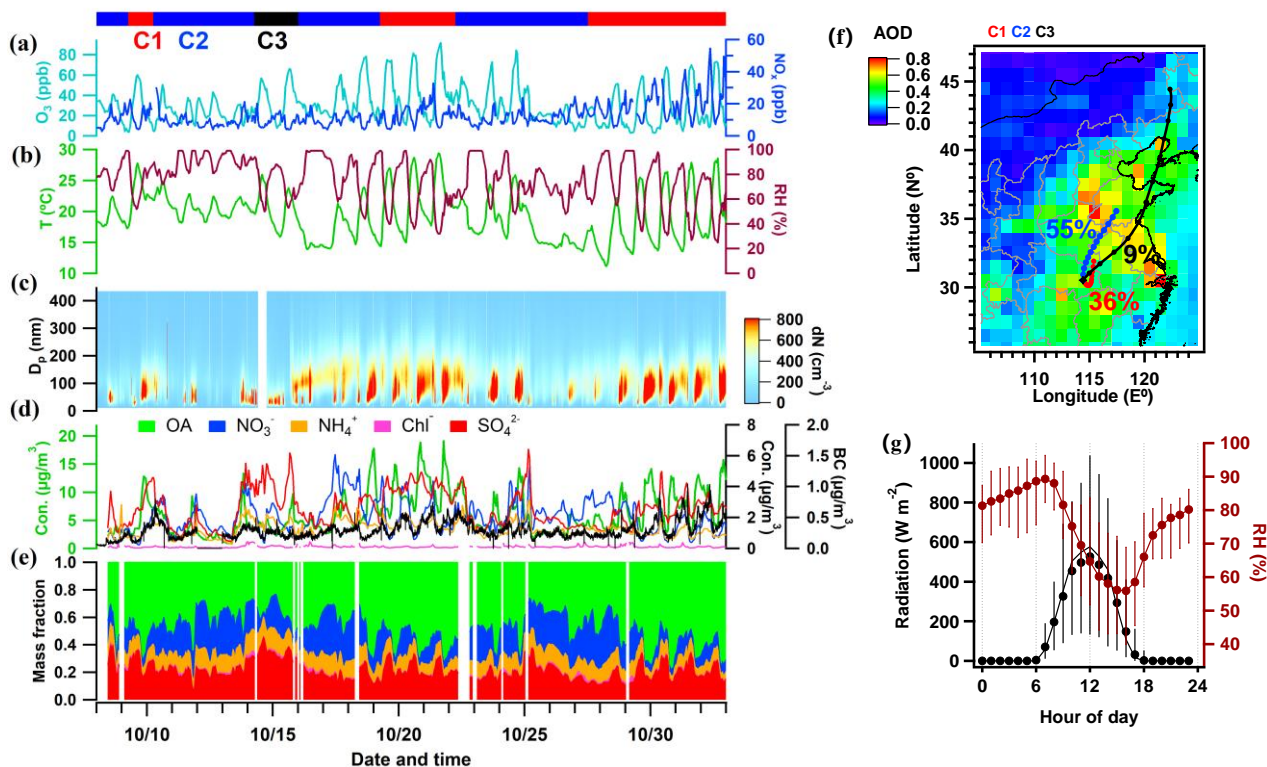 C1 C2 C3
(a)
O3 (ppb)
80
60
40
20
0
60
40
20
0
NOx (ppb)
(b)
T (ºC)
30
25
20
15
10
100
80
60
40
20
0
RH (%)
(c)
Dp (nm)
400
300
200
100
0
800
600
400
200
0
dN (cm-3)
(d)
OA NO3- NH4+ Chl- SO42-
Con. (µg/m3)
20
15
10
5
0
8
6
4
2
0
Con. (µg/m3)
2.0
1.5
1.0
0.5
0.0
BC (µg/m3)
(e)
Mass fraction
1.0
0.8
0.6
0.4
0.2
0.0
10/10 10/15 10/20 10/25 10/30
Date and time
(f) AOD
0.8
0.6
0.4
0.2
0.0
C1 C2 C3
Latitude (Nº)
45
40
35
30
55%
9%
36%
110 115 120
Longitude (Eº)
(g)
Radiation (W m-2)
1000
800
600
400
200
0
100
90
80
70
60
50
40
RH (%)
0 6 12 18 24
Hour of day